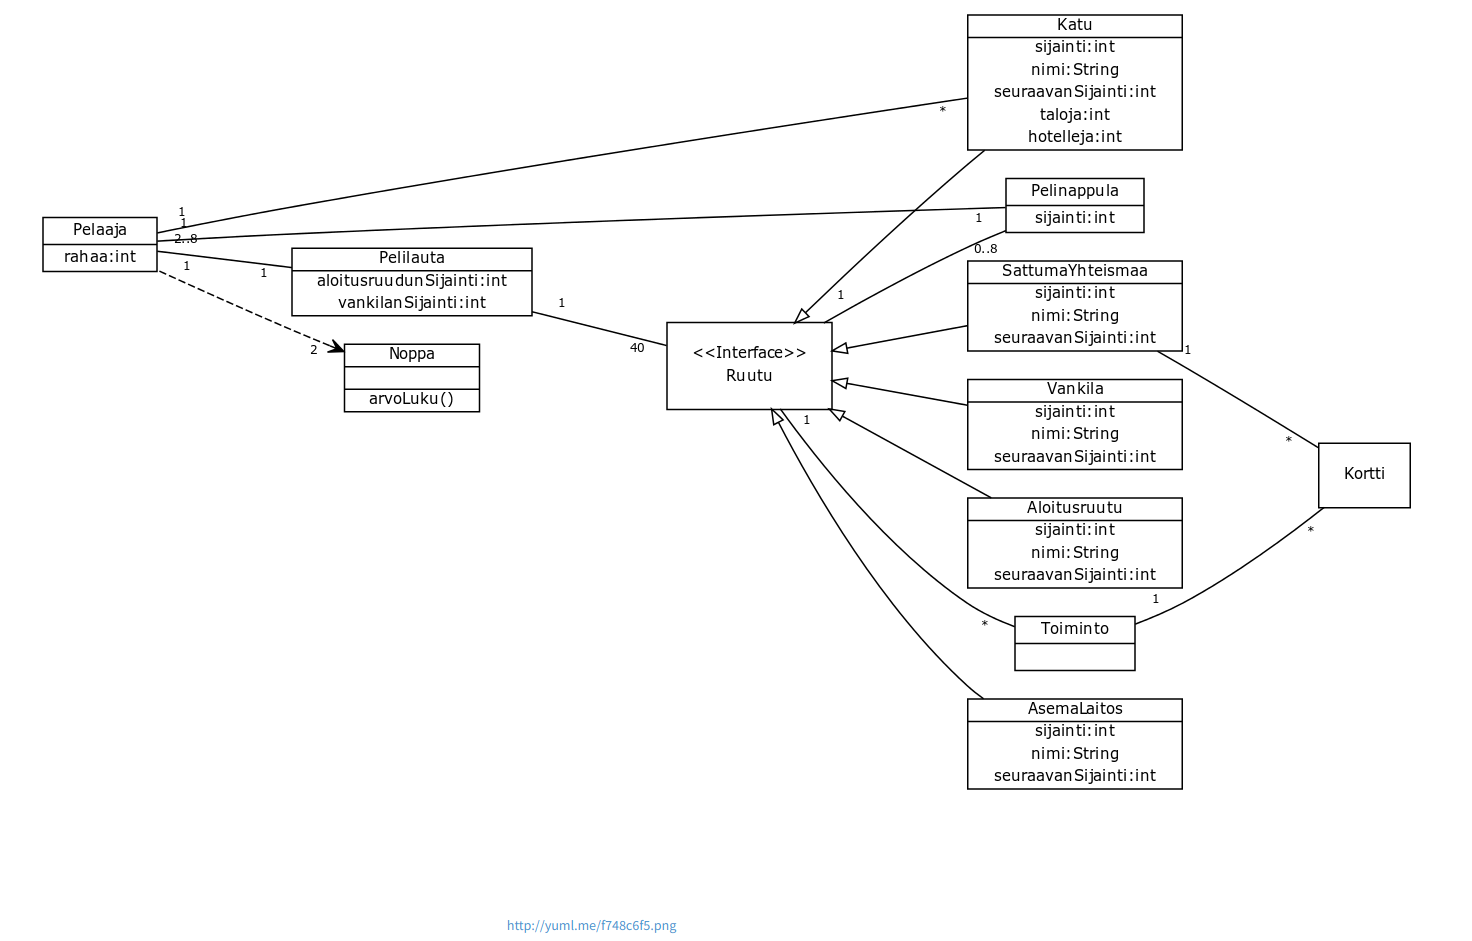 Katu
sijainti:int
nimi:String
seuraavanSijainti:int
taloja:int
hotelleja:int
*
1
1
2..8
1
1
Pelaaja
rahaa:int
Pelinappula
sijainti:int
1
0..8
Pelilauta
aloitusruudunSijainti:int
vankilanSijainti:int
1
40
1
2
Noppa
arvoLuku()
<<Interface>>
Ruutu
1
SattumaYhteismaa
sijainti:int
nimi:String
seuraavanSijainti:int
1
*
Vankila
sijainti:int
nimi:String
seuraavanSijainti:int
Kortti
*
Aloitusruutu
sijainti:int
nimi:String
seuraavanSijainti:int
1
*
Toiminto
AsemaLaitos
sijainti:int
nimi:String
seuraavanSijainti:int
http://yuml.me/f748c6f5.png